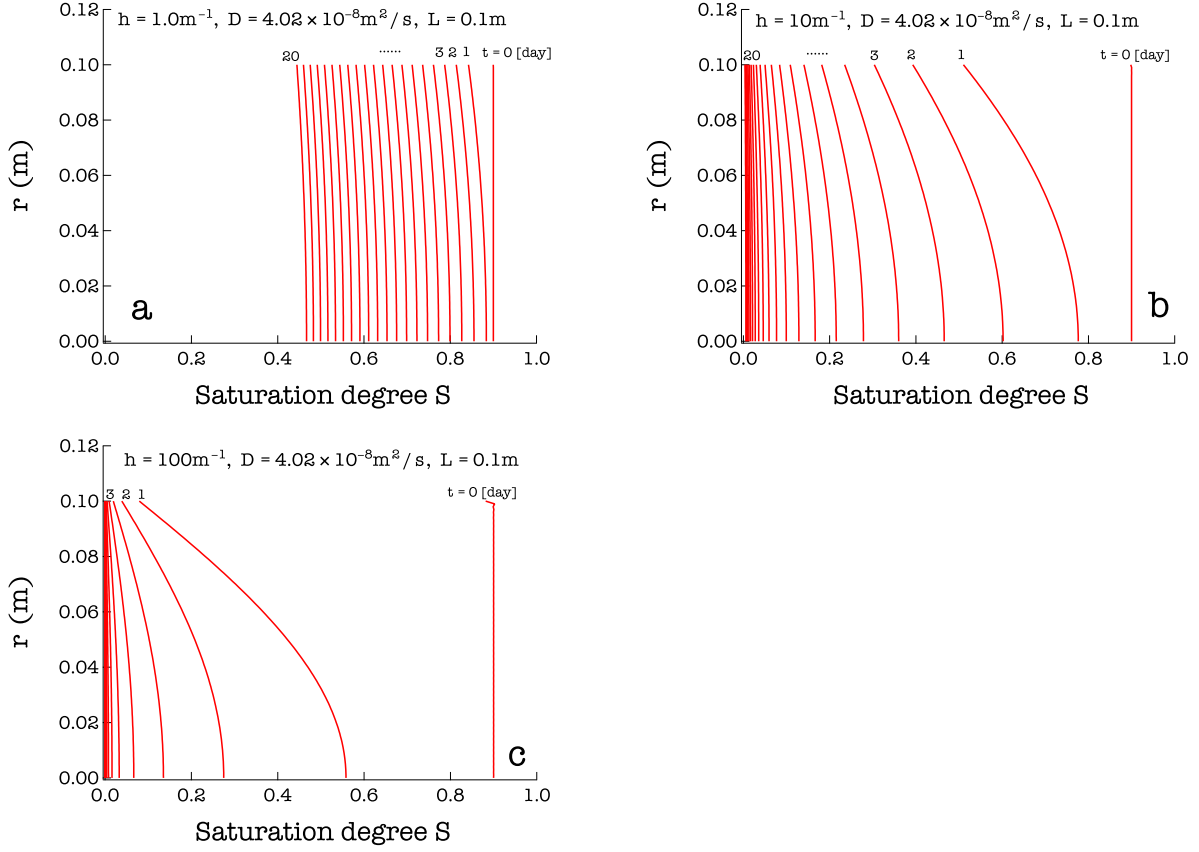 h = 1.0m⁻¹, D = 4.02 × 10⁻⁸m² / s, L = 0.1m
20 ...... 3 2 1 t = 0 [day]
0.12
0.10
0.08
0.06
0.04
0.02
0.00
r (m)
a
0.0 0.2 0.4 0.6 0.8 1.0
Saturation degree S
h = 10m⁻¹, D = 4.02 × 10⁻⁸m² / s, L = 0.1m
20 ...... 3 2 1 t = 0 [day]
0.12
0.10
0.08
0.06
0.04
0.02
0.00
r (m)
b
0.0 0.2 0.4 0.6 0.8 1.0
Saturation degree S
h = 100m⁻¹, D = 4.02 × 10⁻⁸m² / s, L = 0.1m
3 2 1 t = 0 [day]
0.12
0.10
0.08
0.06
0.04
0.02
0.00
r (m)
c
0.0 0.2 0.4 0.6 0.8 1.0
Saturation degree S